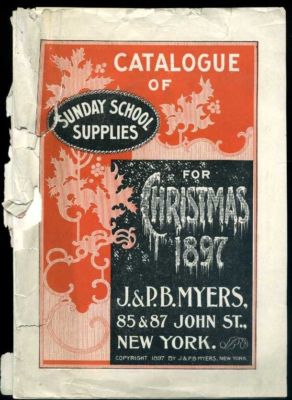 CATALOGUE
OF
SUNDAY SCHOOL
SUPPLIES
FOR
CHRISTMAS
1897
J. & P. B. MYERS,
85 & 87 JOHN ST.,
NEW YORK.
COPYRIGHT 1897 BY J & P B MYERS, NEW YORK.